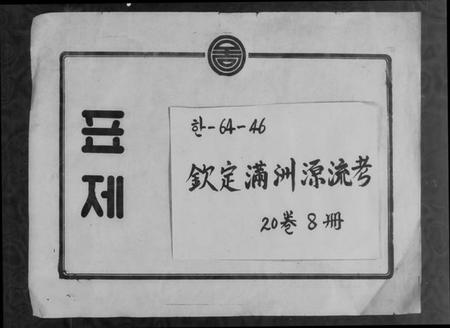 표제
한-64-46
欽定滿洲源流考
20卷 8冊